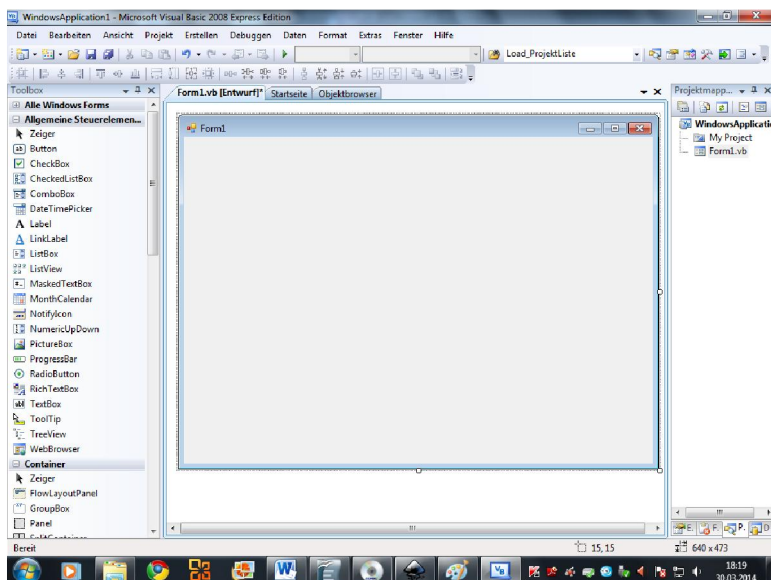 WindowsApplication1 - Microsoft Visual Basic 2008 Express Edition
Datei Bearbeiten Ansicht Projekt Erstellen Debuggen Daten Format Extras Fenster Hilfe
Load_ProjektListe
Toolbox
Form1.vb [Entwurf]* Startseite Objektbrowser
Projektmapp...
Alle Windows Forms
Allgemeine Steuerelemen...
Zeiger
Button
CheckBox
CheckedListBox
ComboBox
DateTimePicker
Label
LinkLabel
ListBox
ListView
MaskedTextBox
MonthCalendar
NotifyIcon
NumericUpDown
PictureBox
ProgressBar
RadioButton
RichTextBox
TextBox
ToolTip
TreeView
WebBrowser
Container
Zeiger
FlowLayoutPanel
GroupBox
Panel
Form1
WindowsApplicatio
My Project
Form1.vb
E. F. P. D
Bereit 15, 15 640 x 473
18:19
30.03.2014